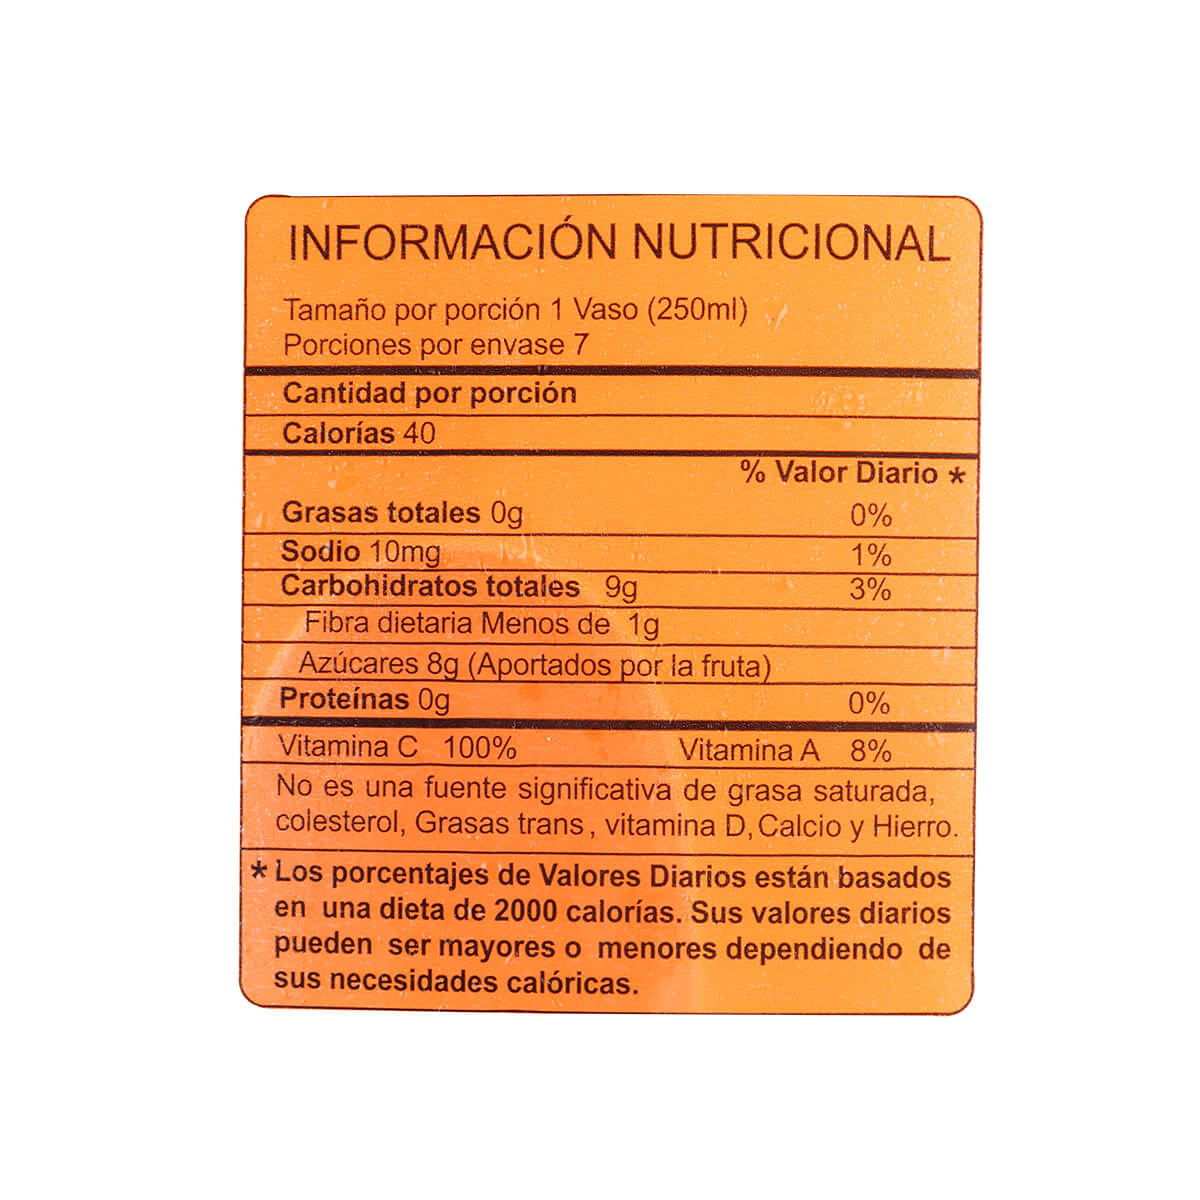 INFORMACIÓN NUTRICIONAL
Tamaño por porción 1 Vaso (250ml)
Porciones por envase 7
Cantidad por porción
Calorías 40
% Valor Diario *
Grasas totales 0g 0%
Sodio 10mg 1%
Carbohidratos totales 9g 3%
Fibra dietaria Menos de 1g
Azúcares 8g (Aportados por la fruta)
Proteínas 0g 0%
Vitamina C 100% Vitamina A 8%
No es una fuente significativa de grasa saturada,
colesterol, Grasas trans, vitamina D, Calcio y Hierro.
* Los porcentajes de Valores Diarios están basados
en una dieta de 2000 calorías. Sus valores diarios
pueden ser mayores o menores dependiendo de
sus necesidades calóricas.